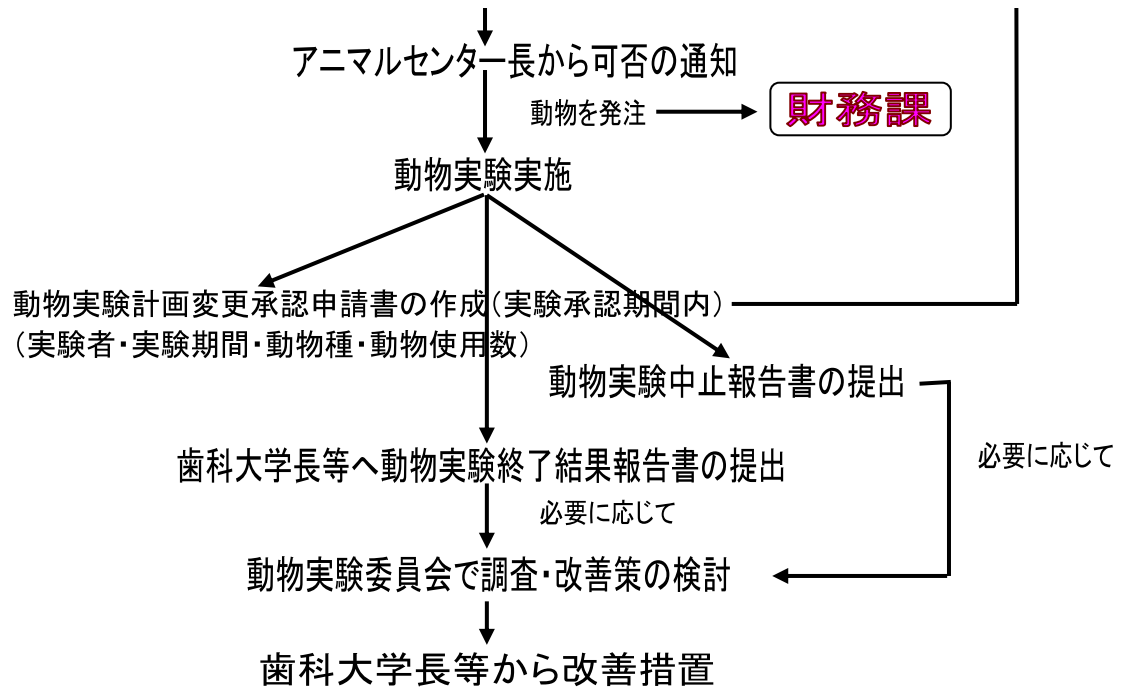 アニマルセンター長から可否の通知
動物を発注
財務課
動物実験実施
動物実験計画変更承認申請書の作成(実験承認期間内)
(実験者・実験期間・動物種・動物使用数)
動物実験中止報告書の提出
歯科大学長等へ動物実験終了結果報告書の提出
必要に応じて
必要に応じて
動物実験委員会で調査・改善策の検討
歯科大学長等から改善措置